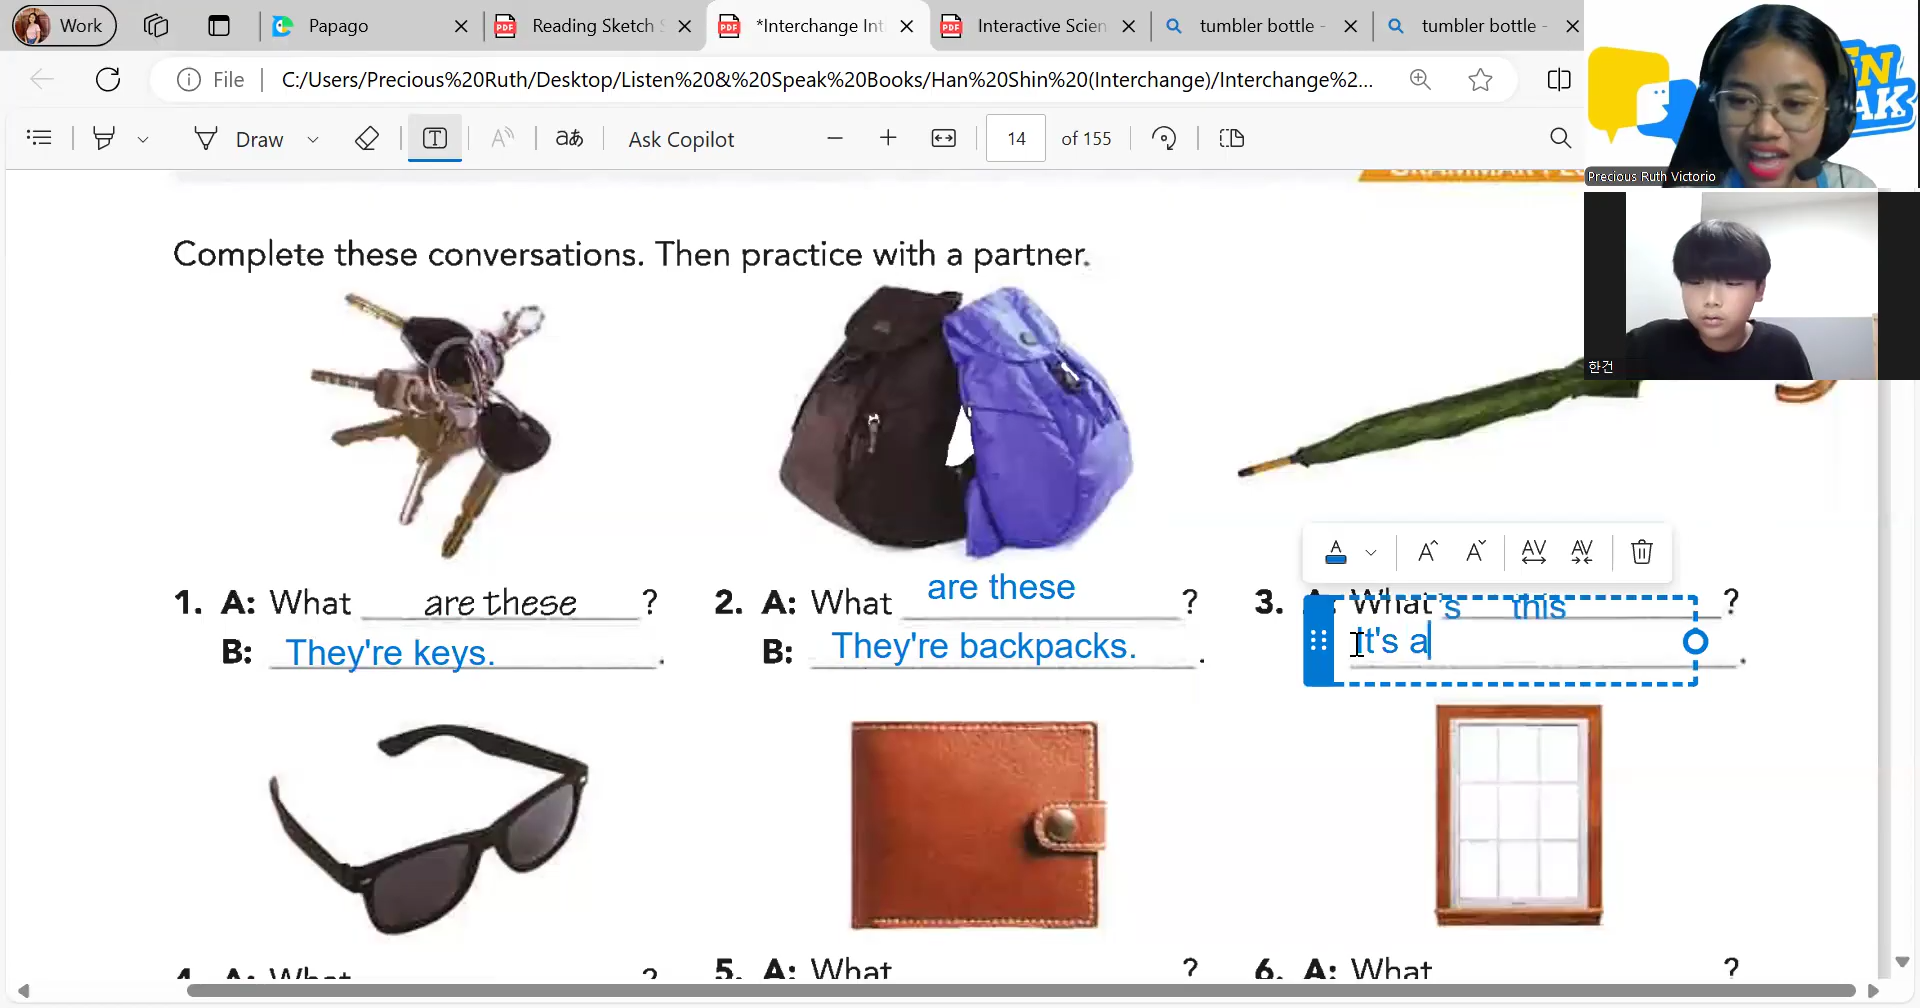 Work
Papago
Reading Sketch S
*Interchange Int
Interactive Scien
tumbler bottle -
tumbler bottle -
File
C:/Users/Precious%20Ruth/Desktop/Listen%20&%20Speak%20Books/Han%20Shin%20(Interchange)/Interchange%2...
Draw
aあ
Ask Copilot
14
of 155
Precious Ruth Victorio
한건
Complete these conversations. Then practice with a partner.
1. A: What are these ?
B: They're keys. .
2. A: What are these ?
B: They're backpacks. .
3. What 's this ?
It's a .
4. A: What ?
5. A: What ?
6. A: What ?